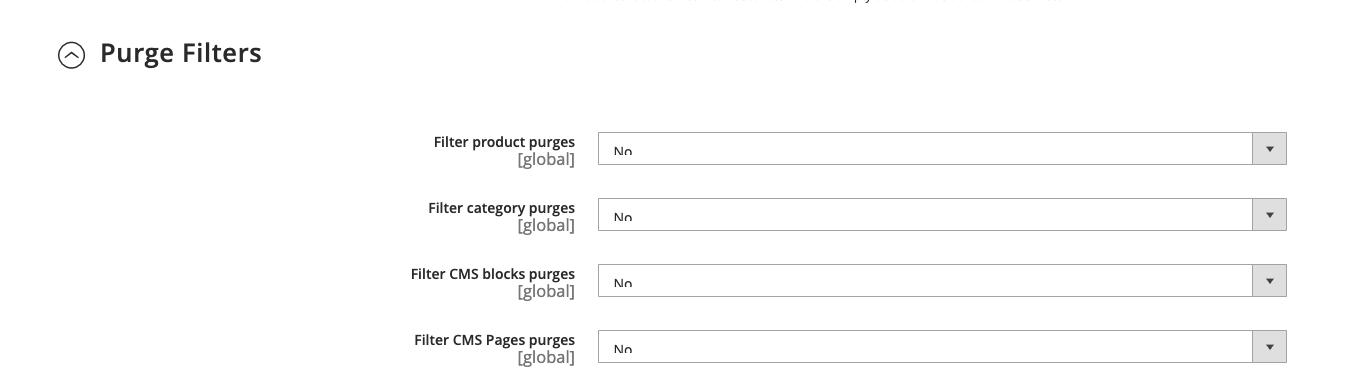 Purge Filters
Filter product purges
[global]
No
Filter category purges
[global]
No
Filter CMS blocks purges
[global]
No
Filter CMS Pages purges
[global]
No